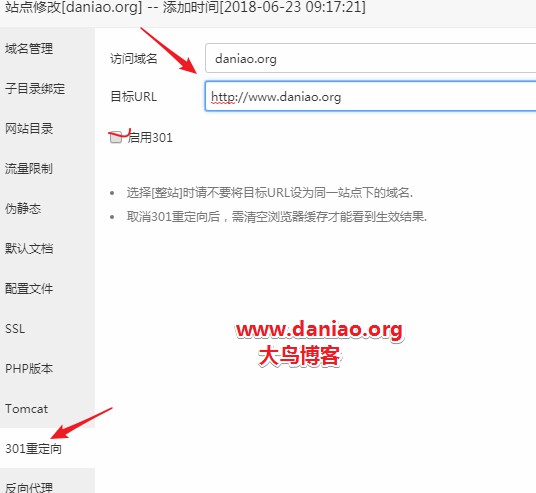 站点修改[daniao.org] -- 添加时间[2018-06-23 09:17:21]
域名管理
子目录绑定
网站目录
流量限制
伪静态
默认文档
配置文件
SSL
PHP版本
Tomcat
301重定向
反向代理
访问域名 daniao.org
目标URL http://www.daniao.org
启用301
选择[整站]时请不要将目标URL设为同一站点下的域名.
取消301重定向后，需清空浏览器缓存才能看到生效结果.
www.daniao.org
大鸟博客